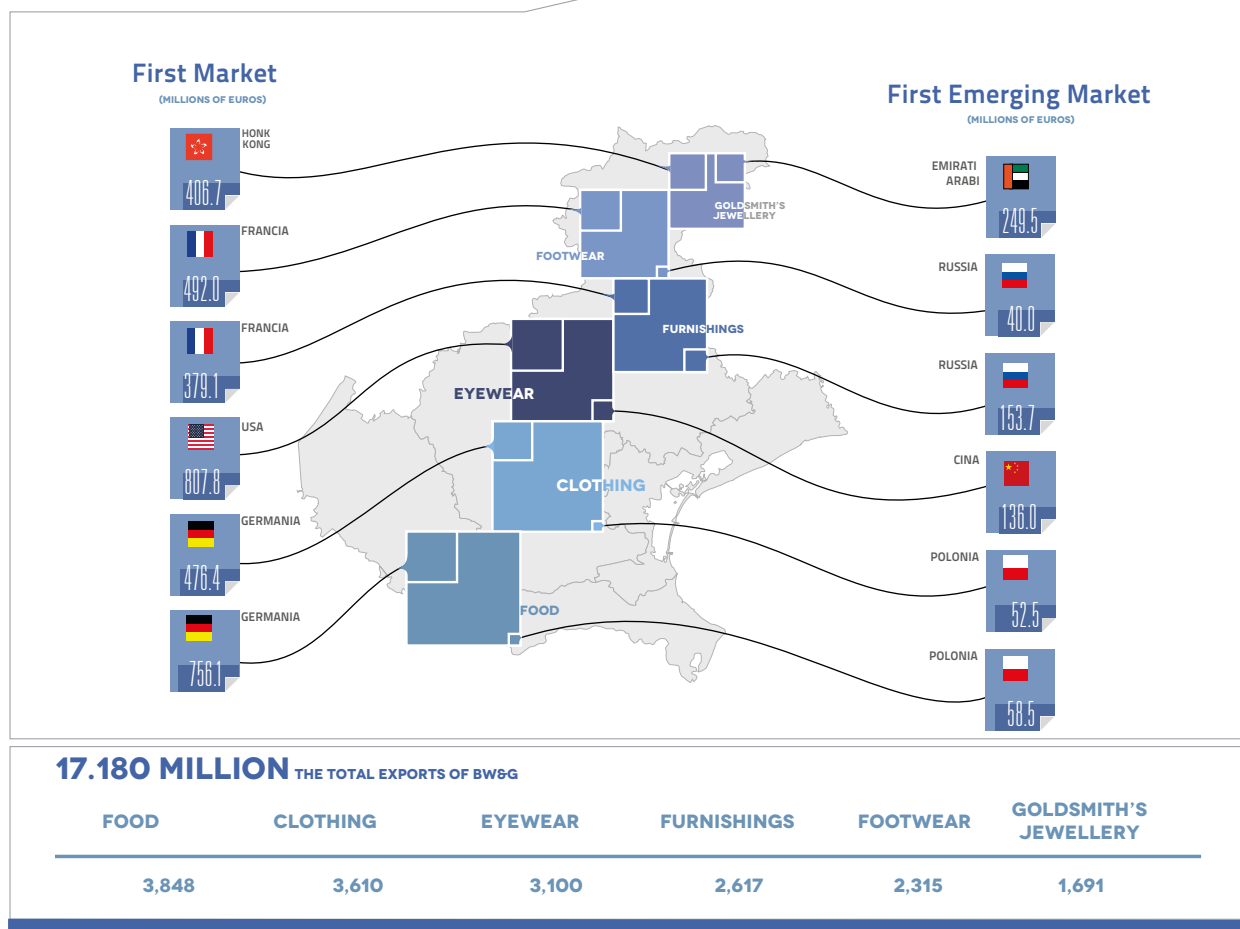 First Market
(MILLIONS OF EUROS)
First Emerging Market
(MILLIONS OF EUROS)
HONK
KONG
406.7
FRANCIA
492.0
FRANCIA
379.1
USA
807.8
GERMANIA
476.4
GERMANIA
756.1
GOLDSMITH'S
JEWELLERY
FOOTWEAR
FURNISHINGS
EYEWEAR
CLOTHING
FOOD
EMIRATI
ARABI
249.5
RUSSIA
40.0
RUSSIA
153.7
CINA
136.0
POLONIA
52.5
POLONIA
58.5
17.180 MILLION THE TOTAL EXPORTS OF BW&G
FOOD CLOTHING EYEWEAR FURNISHINGS FOOTWEAR GOLDSMITH'S
JEWELLERY
3,848 3,610 3,100 2,617 2,315 1,691